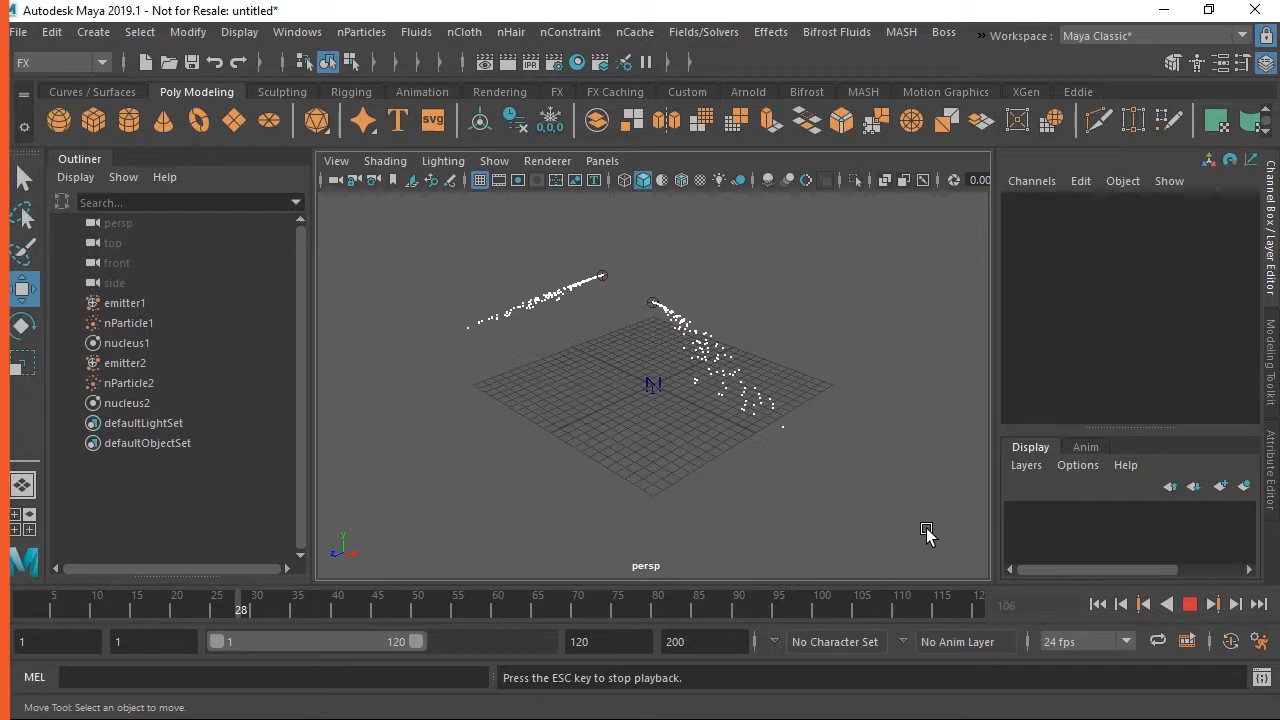 Autodesk Maya 2019.1 - Not for Resale: untitled*
File Edit Create Select Modify Display Windows nParticles Fluids nCloth nHair nConstraint nCache Fields/Solvers Effects Bifrost Fluids MASH Boss Workspace : Maya Classic*
FX
IPR
Curves / Surfaces Poly Modeling Sculpting Rigging Animation Rendering FX FX Caching Custom Arnold Bifrost MASH Motion Graphics XGen Eddie
T svg 0,0,0
Outliner
Display Show Help
Search...
persp
top
front
side
emitter1
nParticle1
nucleus1
emitter2
nParticle2
nucleus2
defaultLightSet
defaultObjectSet
View Shading Lighting Show Renderer Panels
0.00
N
y
z x
persp
Channels Edit Object Show
Display Anim
Layers Options Help
Channel Box / Layer Editor
Modeling Toolkit
Attribute Editor
5 10 15 20 25 30 35 40 45 50 55 60 65 70 75 80 85 90 95 100 105 110 115 12
28
106
1 1 1 120 120 200 No Character Set No Anim Layer 24 fps
MEL Press the ESC key to stop playback.
Move Tool: Select an object to move.